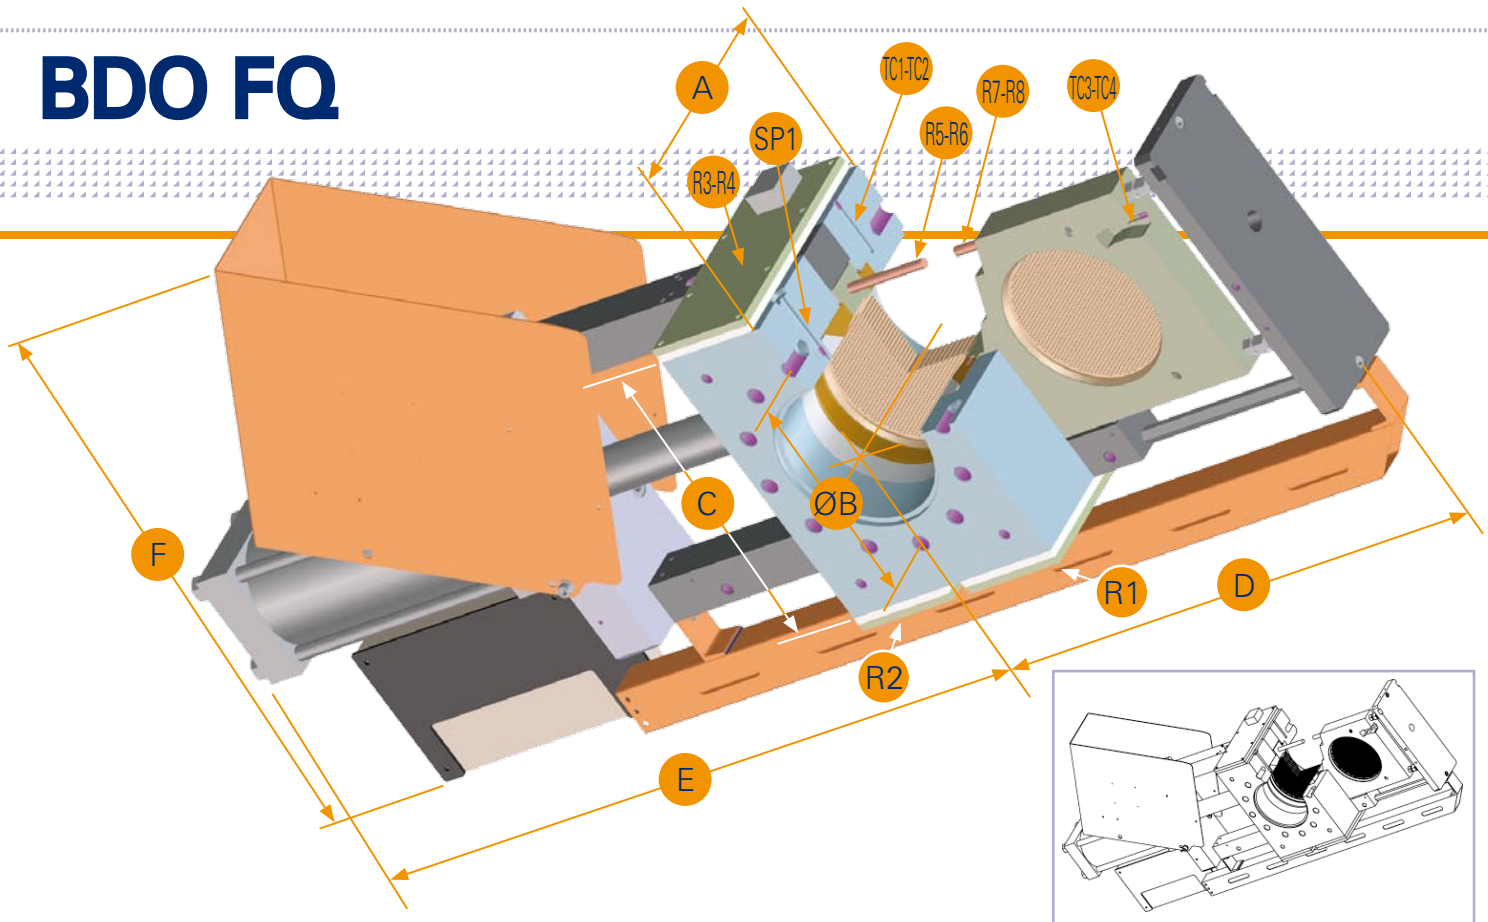 BDO FQ
A
TC1-TC2
R7-R8
TC3-TC4
SP1
R5-R6
R3-R4
C
ØB
F
R1
D
R2
E